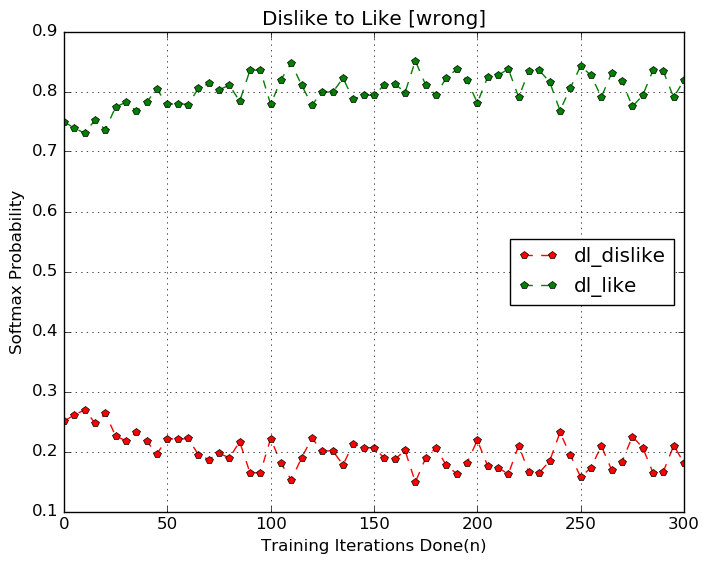 Dislike to Like [wrong]
0.9
0.8
0.7
0.6
0.5
0.4
0.3
0.2
0.1
Softmax Probability
dl_dislike
dl_like
0 50 100 150 200 250 300
Training Iterations Done(n)